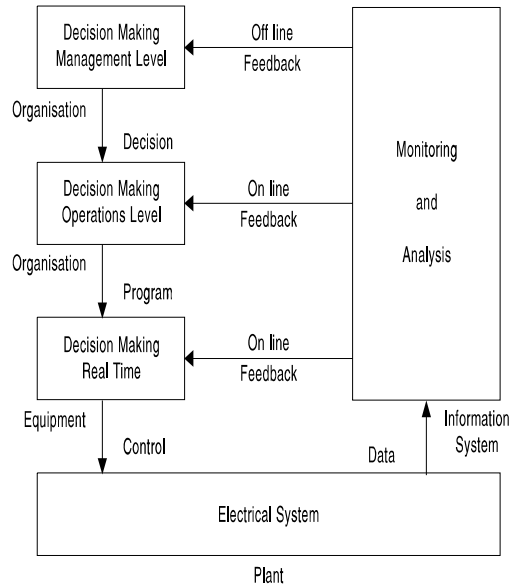 Decision Making
Management Level
Off line
Feedback
Organisation
Decision
Monitoring
and
Analysis
Decision Making
Operations Level
On line
Feedback
Organisation
Program
Decision Making
Real Time
On line
Feedback
Equipment
Control
Data
Information
System
Electrical System
Plant